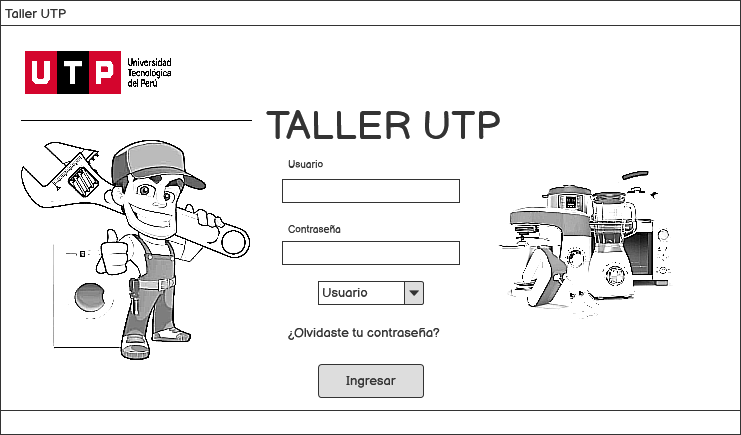 Taller UTP
UTP
Universidad
Tecnológica
del Perú
TALLER UTP
Usuario
Contraseña
Usuario
¿Olvidaste tu contraseña?
Ingresar